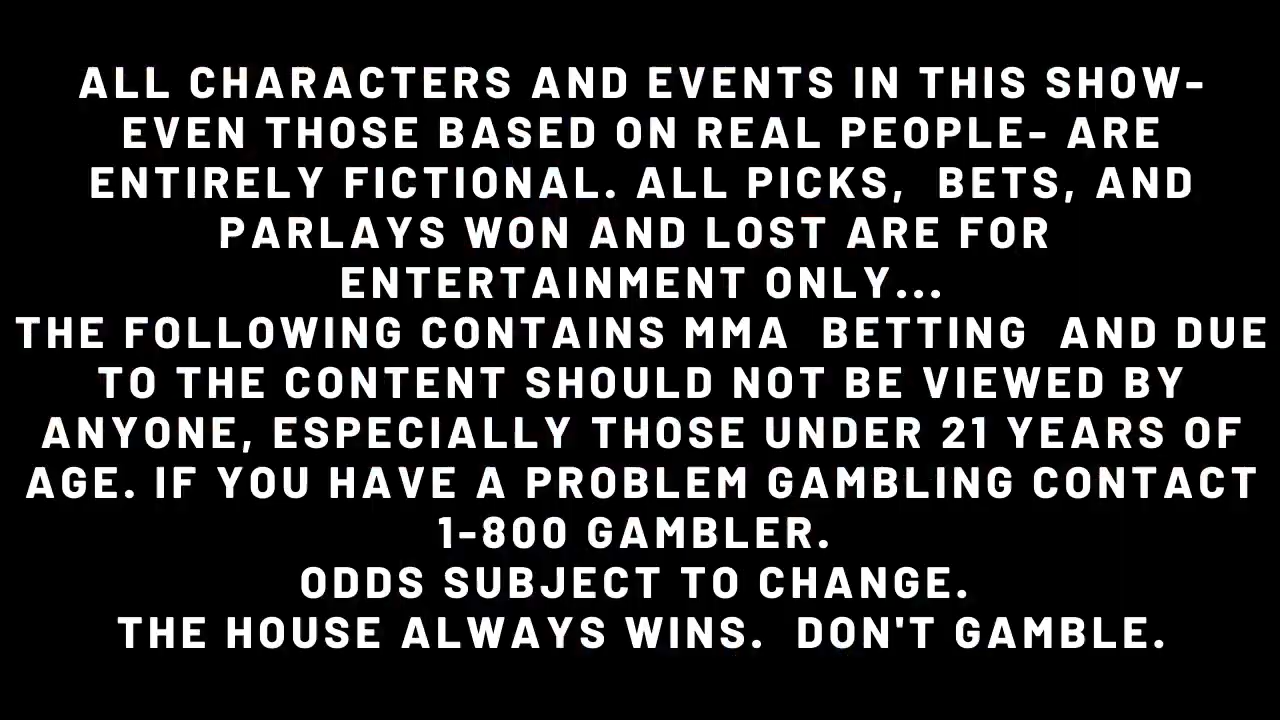 ALL CHARACTERS AND EVENTS IN THIS SHOW-
EVEN THOSE BASED ON REAL PEOPLE- ARE
ENTIRELY FICTIONAL. ALL PICKS, BETS, AND
PARLAYS WON AND LOST ARE FOR
ENTERTAINMENT ONLY...
THE FOLLOWING CONTAINS MMA BETTING AND DUE
TO THE CONTENT SHOULD NOT BE VIEWED BY
ANYONE, ESPECIALLY THOSE UNDER 21 YEARS OF
AGE. IF YOU HAVE A PROBLEM GAMBLING CONTACT
1-800 GAMBLER.
ODDS SUBJECT TO CHANGE.
THE HOUSE ALWAYS WINS. DON'T GAMBLE.